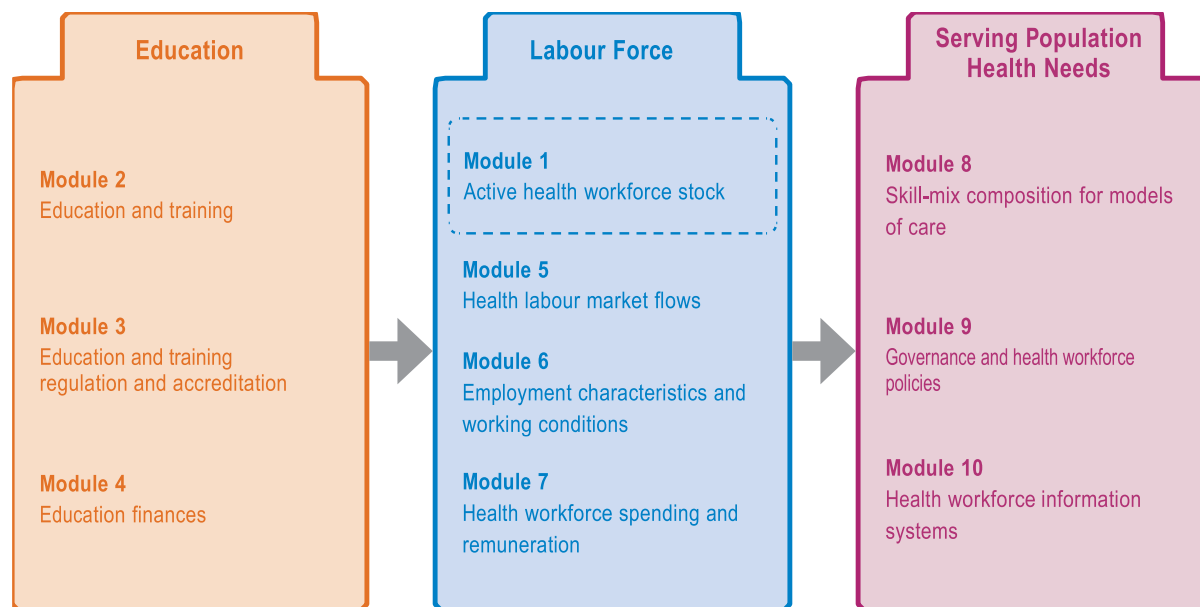 Education
Module 2
Education and training
Module 3
Education and training
regulation and accreditation
Module 4
Education finances
Labour Force
Module 1
Active health workforce stock
Module 5
Health labour market flows
Module 6
Employment characteristics and
working conditions
Module 7
Health workforce spending and
remuneration
Serving Population
Health Needs
Module 8
Skill-mix composition for models
of care
Module 9
Governance and health workforce
policies
Module 10
Health workforce information
systems